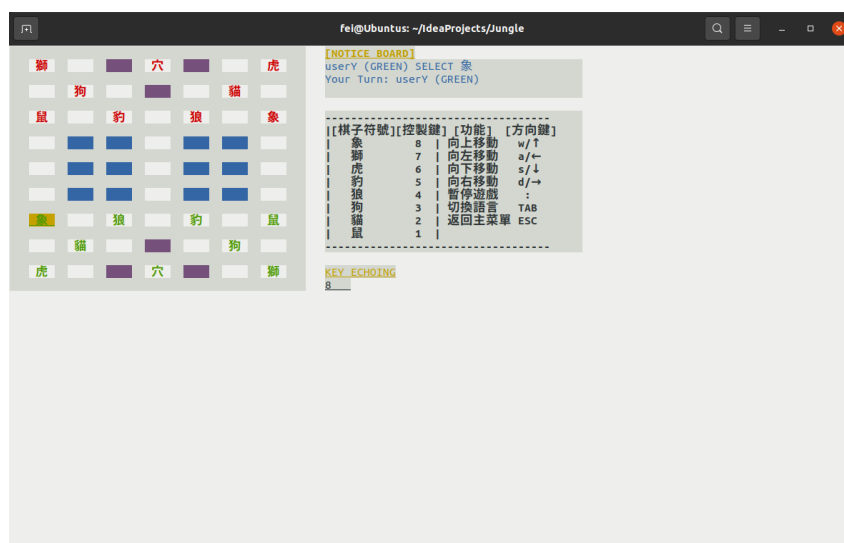 fei@Ubuntus: ~/IdeaProjects/Jungle
獅 穴 虎
狗 貓
鼠 豹 狼 象
象 狼 豹 鼠
貓 狗
虎 穴 獅
[NOTICE BOARD]
userY (GREEN) SELECT 象
Your Turn: userY (GREEN)
-----------------------------------
|[棋子符號][控製鍵] [功能] [方向鍵]
| 象 8 | 向上移動 w/↑
| 獅 7 | 向左移動 a/←
| 虎 6 | 向下移動 s/↓
| 豹 5 | 向右移動 d/→
| 狼 4 | 暫停遊戲 :
| 狗 3 | 切換語言 TAB
| 貓 2 | 返回主菜單 ESC
| 鼠 1 |
-----------------------------------
KEY ECHOING
8